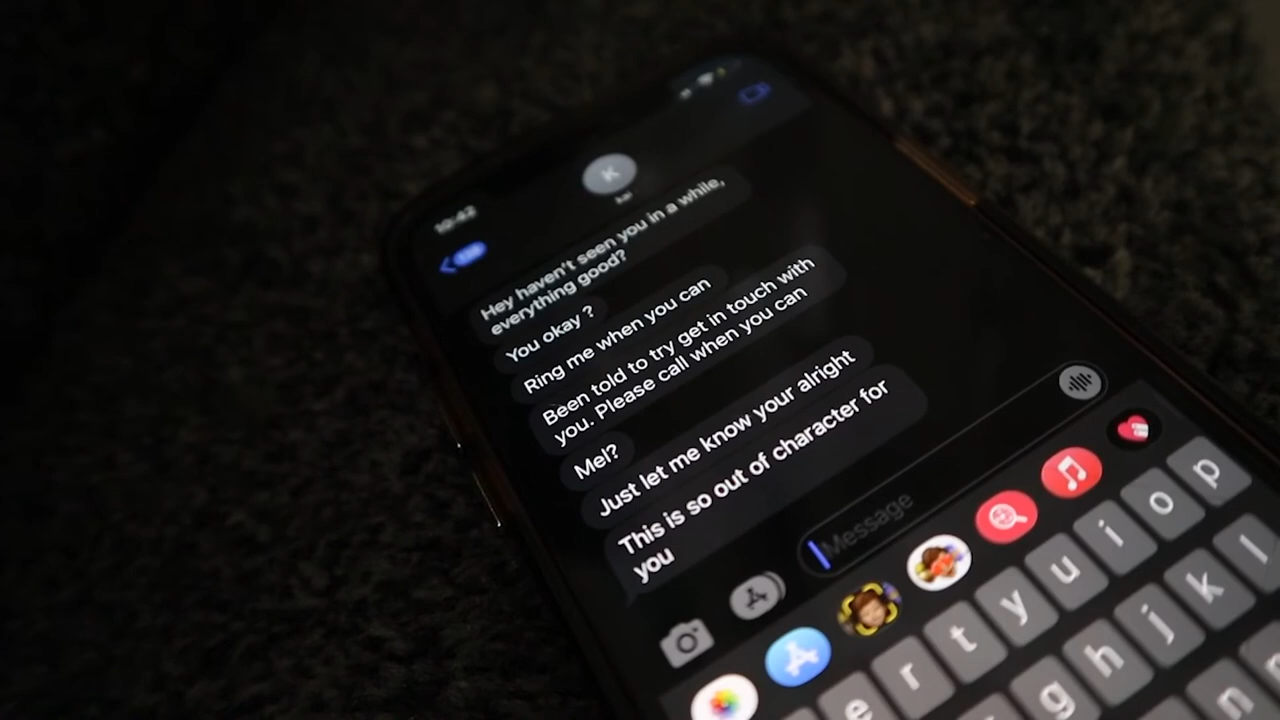 10:42
K
Hey haven't seen you in a while,
everything good?
You okay ?
Ring me when you can
Been told to try get in touch with
you. Please call when you can
Mel?
Just let me know your alright
This is so out of character for
you
Message
e r t y u i o p
g h j k l
n